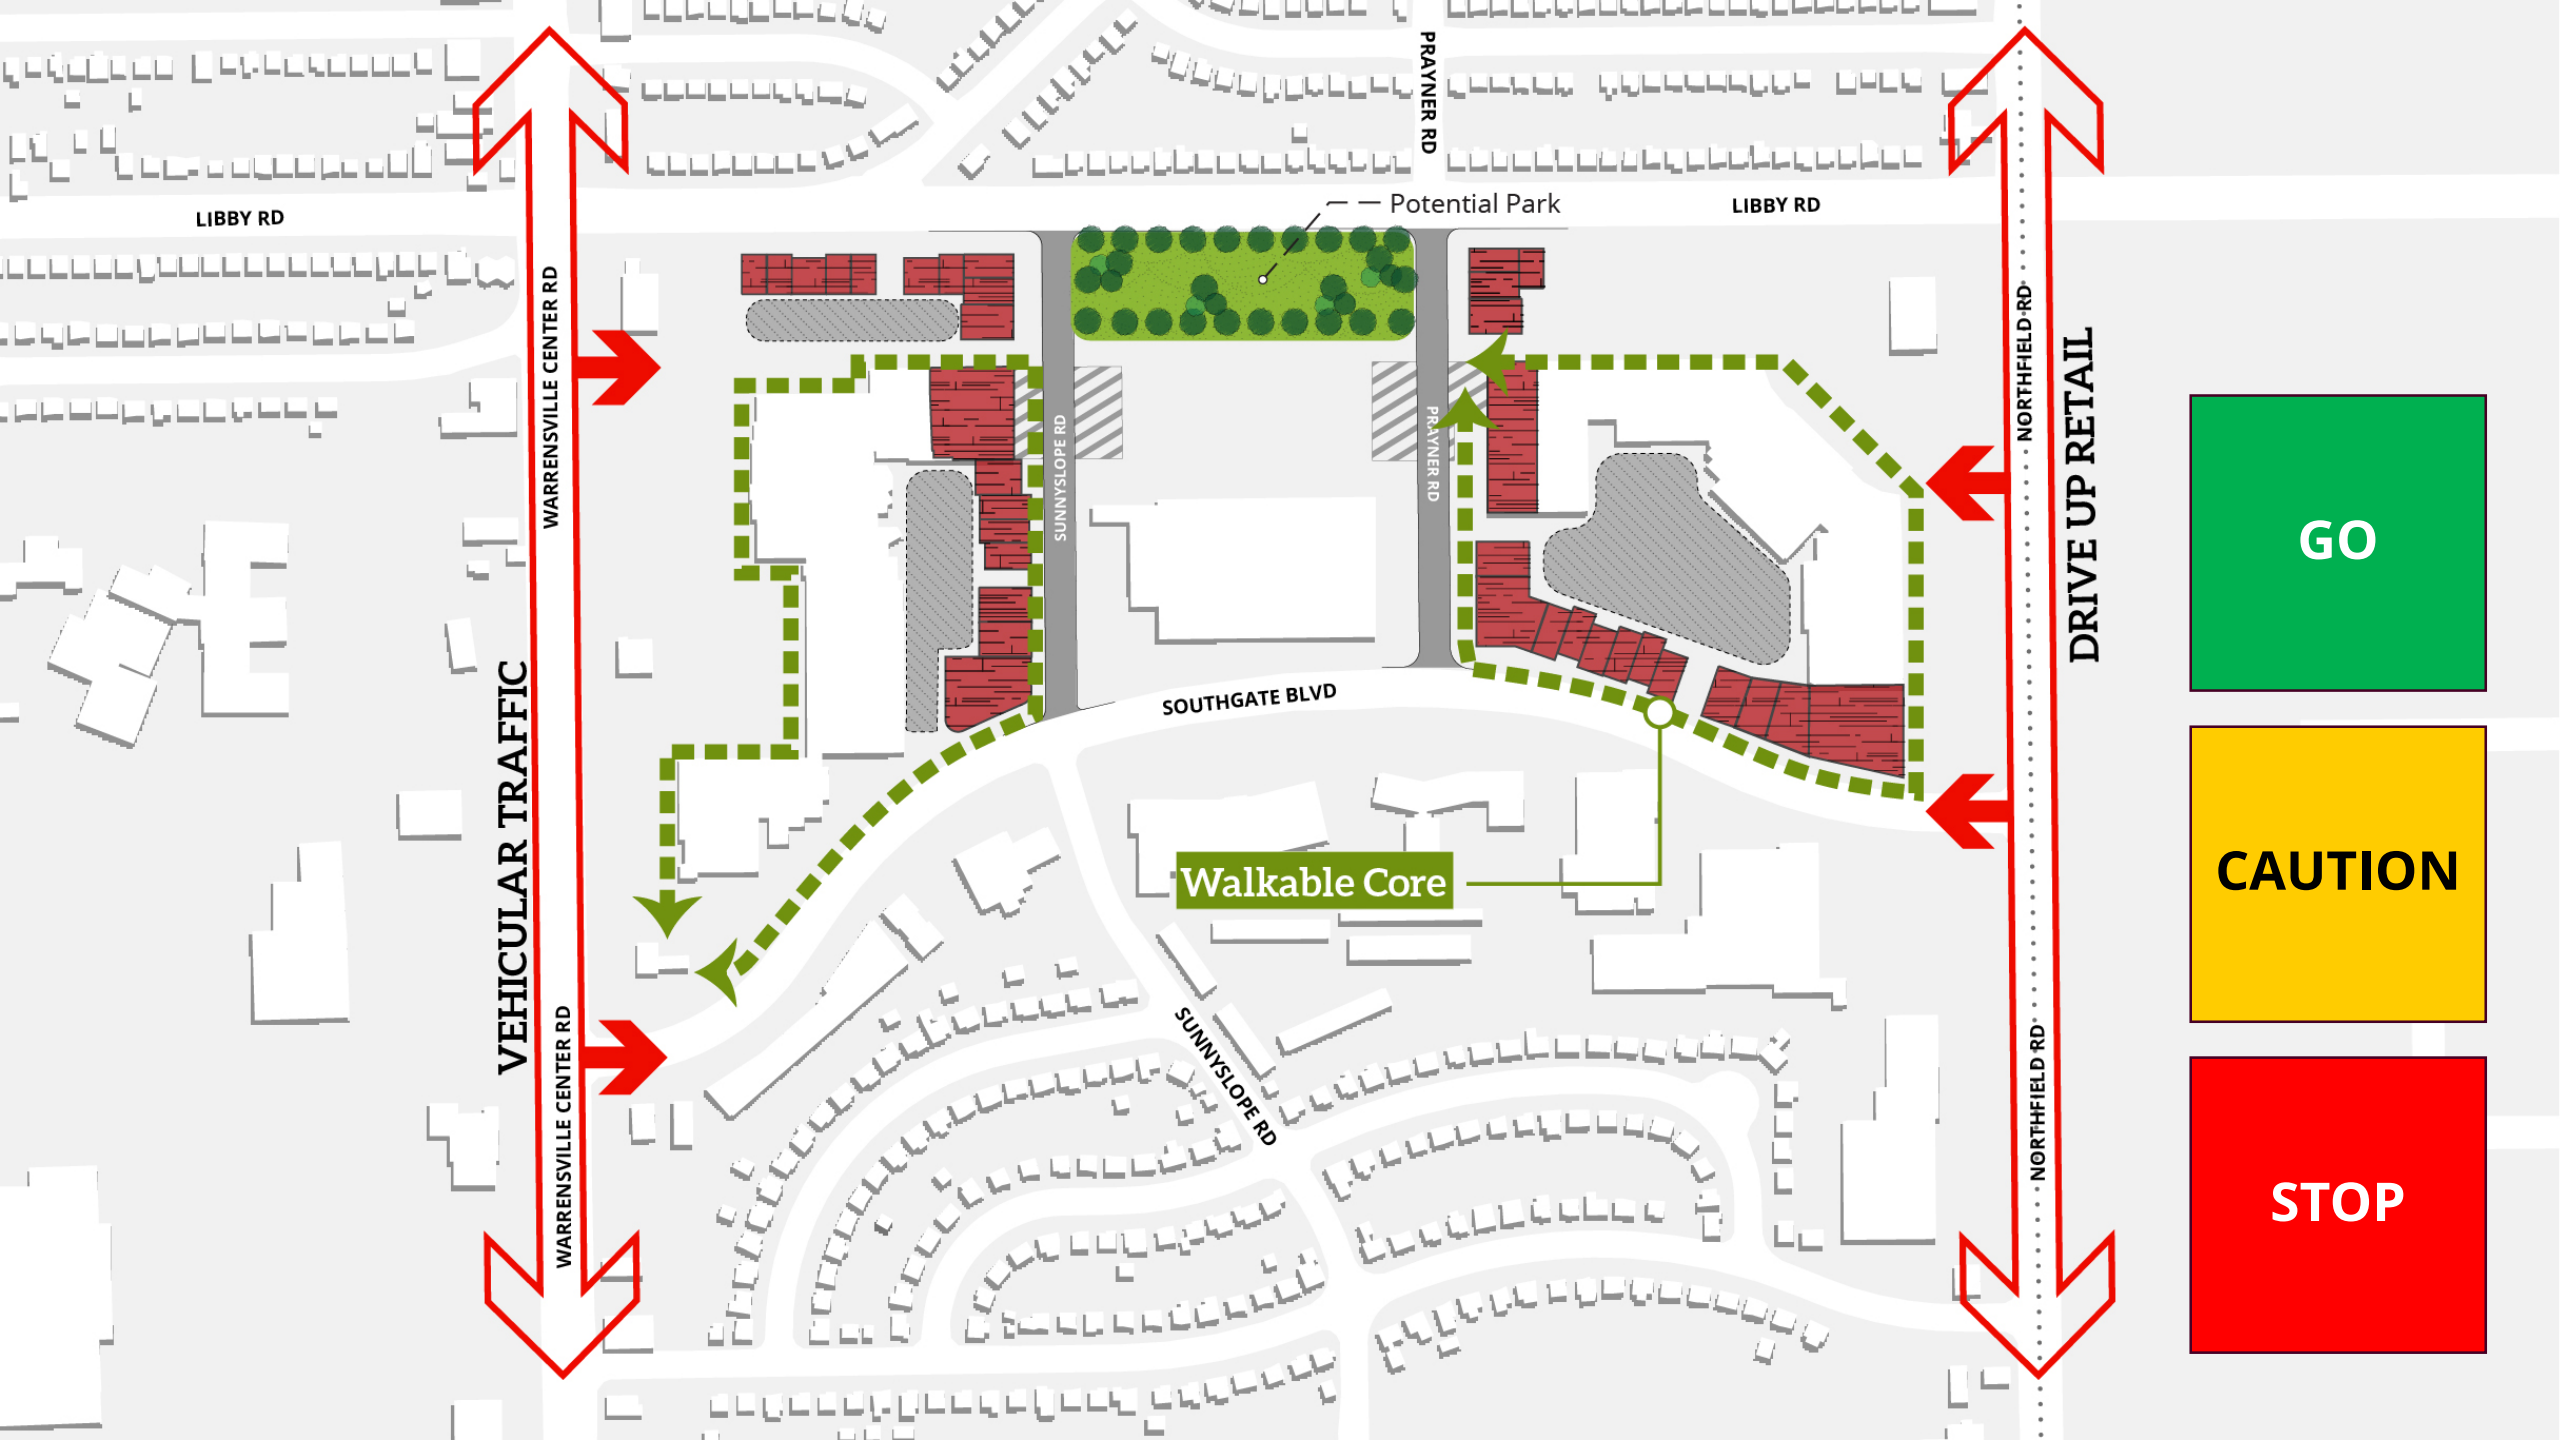 PRAYNER RD
Potential Park
LIBBY RD
LIBBY RD
WARRENSVILLE CENTER RD
NORTHFIELD RD
DRIVE UP RETAIL
SUNNYSLOPE RD
PRAYNER RD
GO
SOUTHGATE BLVD
VEHICULAR TRAFFIC
CAUTION
Walkable Core
WARRENSVILLE CENTER RD
SUNNYSLOPE RD
NORTHFIELD RD
STOP